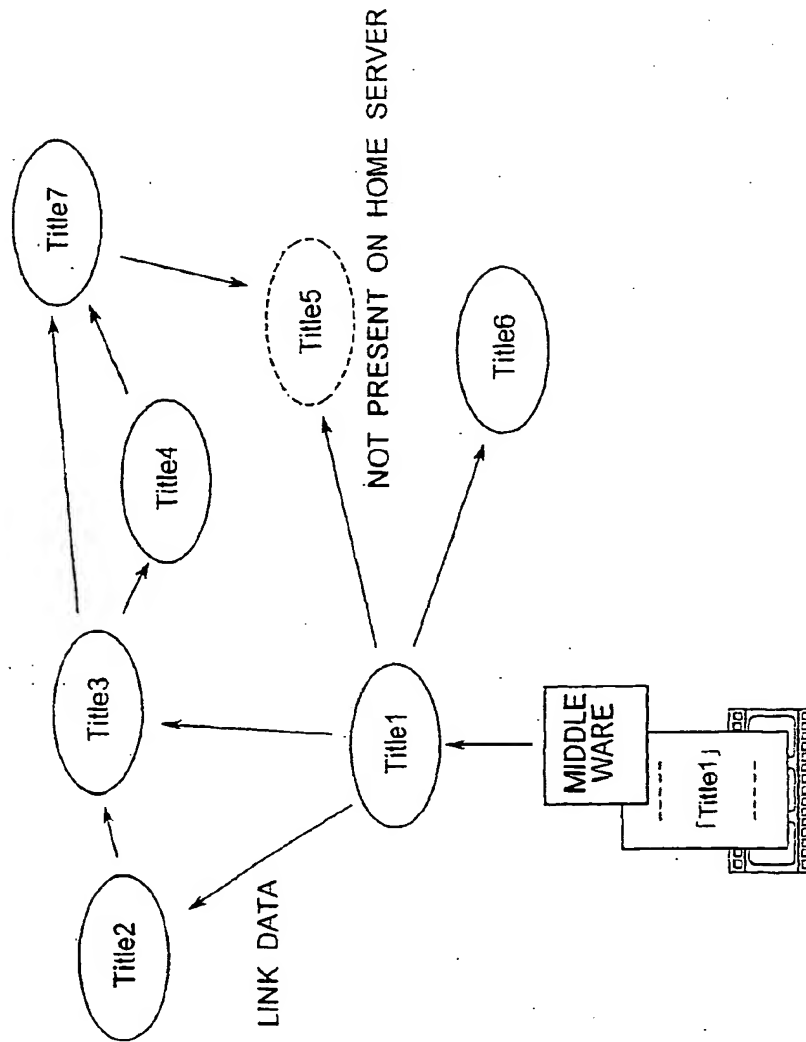 Title7
Title3
Title4
Title2
Title5
NOT PRESENT ON HOME SERVER
Title1
Title6
LINK DATA
MIDDLE
WARE
「Title1」